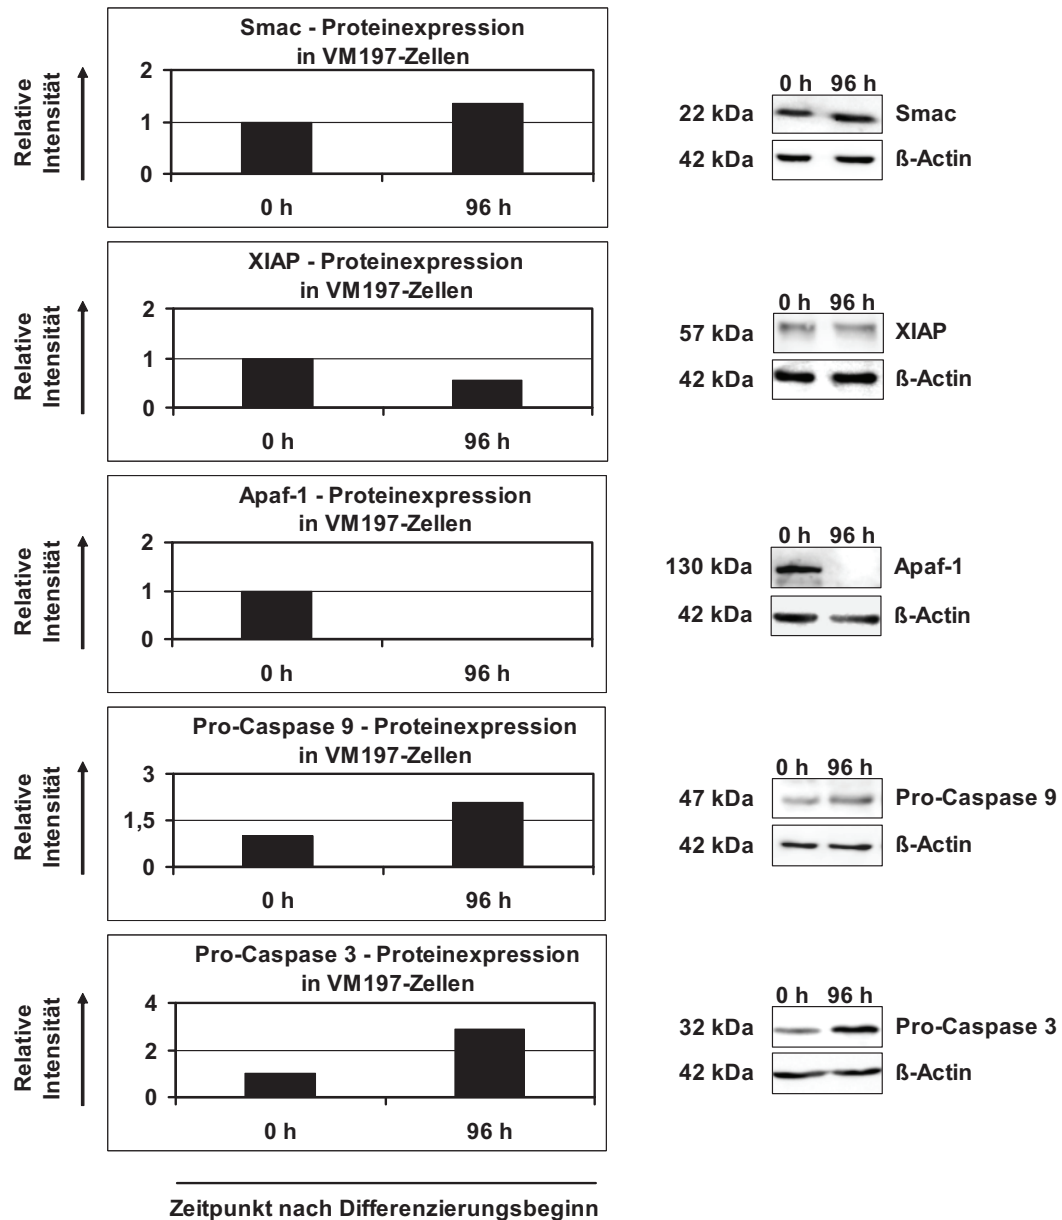 Smac - Proteinexpression
in VM197-Zellen
Relative
Intensität
2
1
0
0 h
96 h
0 h 96 h
22 kDa
Smac
42 kDa
ß-Actin
XIAP - Proteinexpression
in VM197-Zellen
Relative
Intensität
2
1
0
0 h
96 h
0 h 96 h
57 kDa
XIAP
42 kDa
ß-Actin
Apaf-1 - Proteinexpression
in VM197-Zellen
Relative
Intensität
2
1
0
0 h
96 h
0 h 96 h
130 kDa
Apaf-1
42 kDa
ß-Actin
Pro-Caspase 9 - Proteinexpression
in VM197-Zellen
Relative
Intensität
3
1,5
0
0 h
96 h
0 h 96 h
47 kDa
Pro-Caspase 9
42 kDa
ß-Actin
Pro-Caspase 3 - Proteinexpression
in VM197-Zellen
Relative
Intensität
4
2
0
0 h
96 h
0 h 96 h
32 kDa
Pro-Caspase 3
42 kDa
ß-Actin
Zeitpunkt nach Differenzierungsbeginn